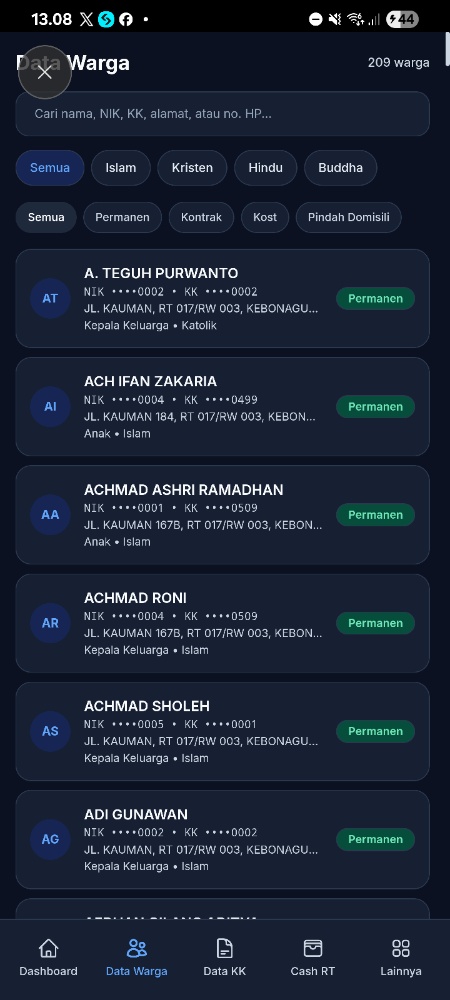 13.08
44
Data Warga
209 warga
Cari nama, NIK, KK, alamat, atau no. HP...
Semua Islam Kristen Hindu Buddha
Semua Permanen Kontrak Kost Pindah Domisili
AT
A. TEGUH PURWANTO
NIK ••••0002 • KK ••••0002
JL. KAUMAN, RT 017/RW 003, KEBONAGU...
Kepala Keluarga • Katolik
Permanen
AI
ACH IFAN ZAKARIA
NIK ••••0004 • KK ••••0499
JL. KAUMAN 184, RT 017/RW 003, KEBON...
Anak • Islam
Permanen
AA
ACHMAD ASHRI RAMADHAN
NIK ••••0001 • KK ••••0509
JL. KAUMAN 167B, RT 017/RW 003, KEBON...
Anak • Islam
Permanen
AR
ACHMAD RONI
NIK ••••0004 • KK ••••0509
JL. KAUMAN 167B, RT 017/RW 003, KEBON...
Kepala Keluarga • Islam
Permanen
AS
ACHMAD SHOLEH
NIK ••••0005 • KK ••••0001
JL. KAUMAN, RT 017/RW 003, KEBONAGU...
Kepala Keluarga • Islam
Permanen
AG
ADI GUNAWAN
NIK ••••0002 • KK ••••0002
JL. KAUMAN, RT 017/RW 003, KEBONAGU...
Kepala Keluarga • Islam
Permanen
Dashboard Data Warga Data KK Cash RT Lainnya